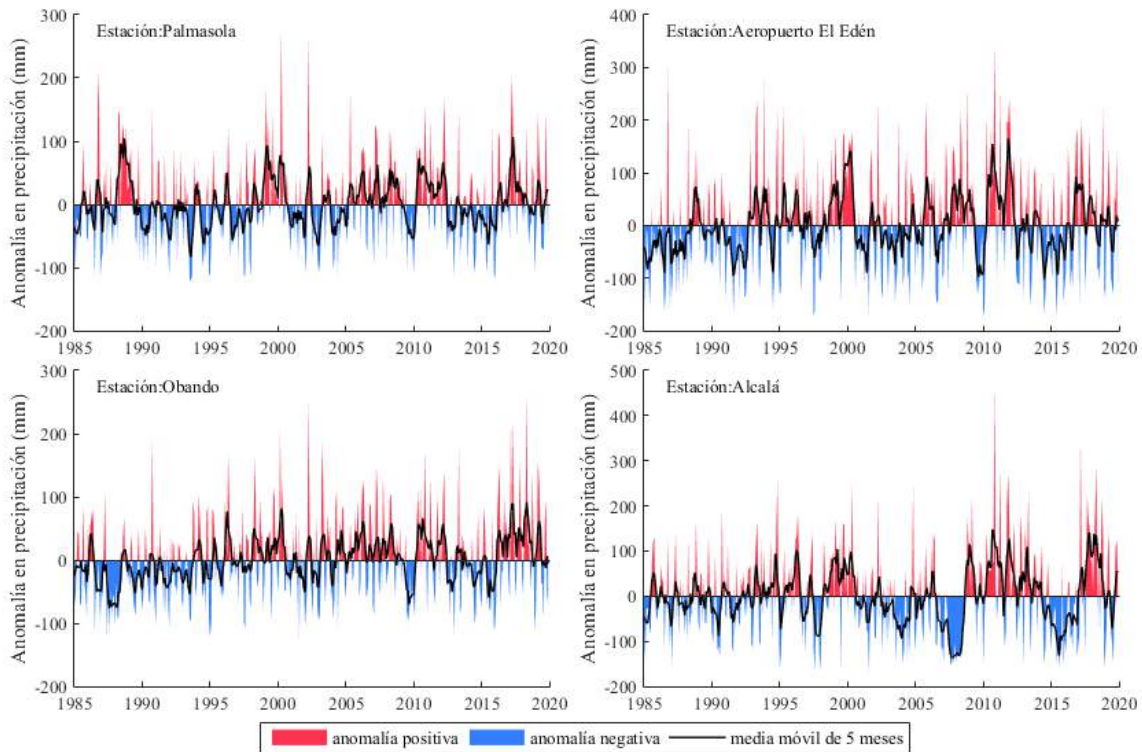 Estación:Palmasola
Anomalía en precipitación (mm)
300
200
100
0
-100
-200
1985 1990 1995 2000 2005 2010 2015 2020
Estación:Aeropuerto El Edén
Anomalía en precipitación (mm)
400
300
200
100
0
-100
-200
1985 1990 1995 2000 2005 2010 2015 2020
Estación:Obando
Anomalía en precipitación (mm)
300
200
100
0
-100
-200
1985 1990 1995 2000 2005 2010 2015 2020
Estación:Alcalá
Anomalía en precipitación (mm)
500
400
300
200
100
0
-100
-200
1985 1990 1995 2000 2005 2010 2015 2020
anomalía positiva anomalía negativa media móvil de 5 meses